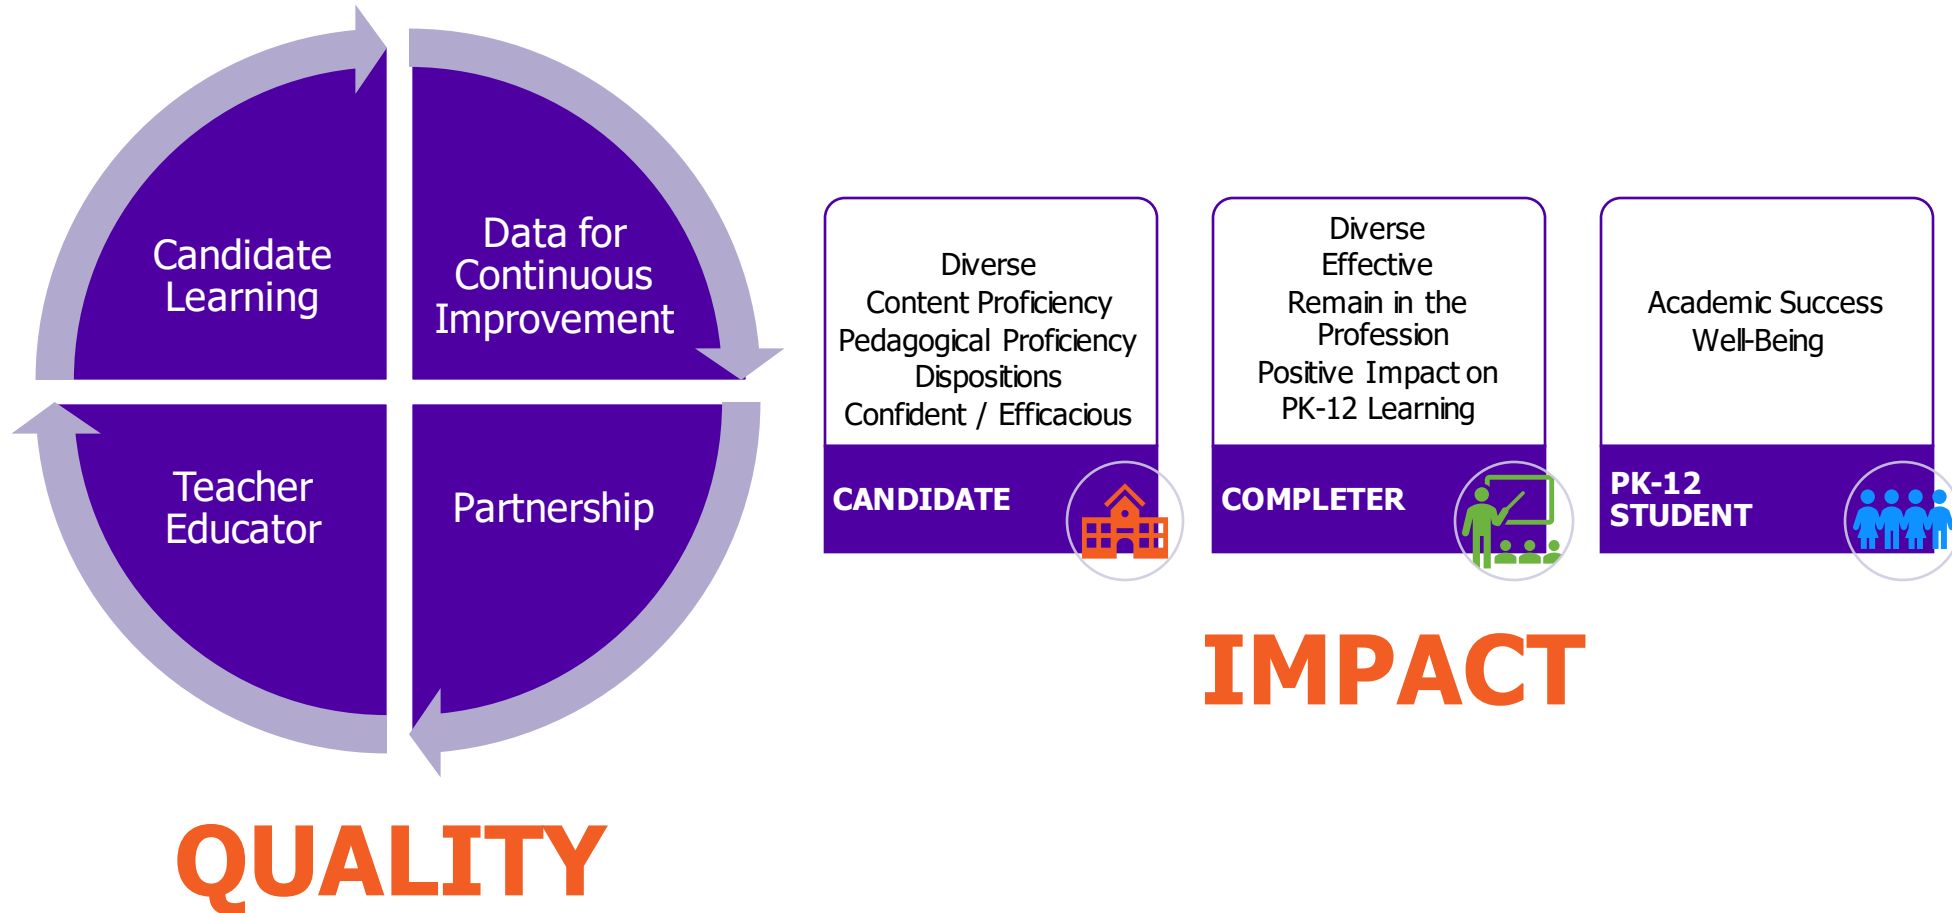 Candidate
Learning
Data for
Continuous
Improvement
Teacher
Educator
Partnership
QUALITY
Diverse
Content Proficiency
Pedagogical Proficiency
Dispositions
Confident / Efficacious
CANDIDATE
Diverse
Effective
Remain in the
Profession
Positive Impact on
PK-12 Learning
COMPLETER
Academic Success
Well-Being
PK-12
STUDENT
IMPACT